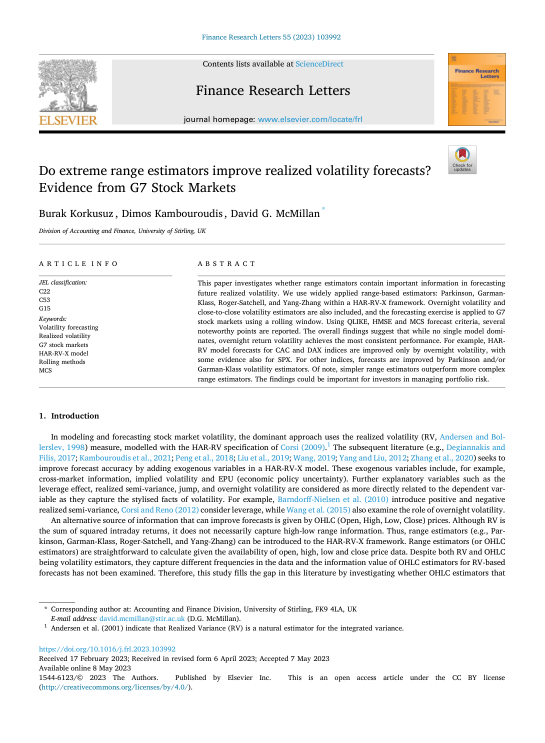 Finance Research Letters 55 (2023) 103992
Contents lists available at ScienceDirect
Finance Research Letters
journal homepage: www.elsevier.com/locate/frl
ELSEVIER
Finance Research Letters
Check for
updates
Do extreme range estimators improve realized volatility forecasts?
Evidence from G7 Stock Markets
Burak Korkusuz, Dimos Kambouroudis, David G. McMillan *
Division of Accounting and Finance, University of Stirling, UK
ARTICLE INFO
JEL classification:
C22
C53
G15
Keywords:
Volatility forecasting
Realized volatility
G7 stock markets
HAR-RV-X model
Rolling methods
MCS
ABSTRACT
This paper investigates whether range estimators contain important information in forecasting
future realized volatility. We use widely applied range-based estimators: Parkinson, Garman-
Klass, Roger-Satchell, and Yang-Zhang within a HAR-RV-X framework. Overnight volatility and
close-to-close volatility estimators are also included, and the forecasting exercise is applied to G7
stock markets using a rolling window. Using QLIKE, HMSE and MCS forecast criteria, several
noteworthy points are reported. The overall findings suggest that while no single model domi-
nates, overnight return volatility achieves the most consistent performance. For example, HAR-
RV model forecasts for CAC and DAX indices are improved only by overnight volatility, with
some evidence also for SPX. For other indices, forecasts are improved by Parkinson and/or
Garman-Klass volatility estimators. Of note, simpler range estimators outperform more complex
range estimators. The findings could be important for investors in managing portfolio risk.
1. Introduction
In modeling and forecasting stock market volatility, the dominant approach uses the realized volatility (RV, Andersen and Bol-
lerslev, 1998) measure, modelled with the HAR-RV specification of Corsi (2009).1 The subsequent literature (e.g., Degiannakis and
Filis, 2017; Kambouroudis et al., 2021; Peng et al., 2018; Liu et al., 2019; Wang, 2019; Yang and Liu, 2012; Zhang et al., 2020) seeks to
improve forecast accuracy by adding exogenous variables in a HAR-RV-X model. These exogenous variables include, for example,
cross-market information, implied volatility and EPU (economic policy uncertainty). Further explanatory variables such as the
leverage effect, realized semi-variance, jump, and overnight volatility are considered as more directly related to the dependent var-
iable as they capture the stylised facts of volatility. For example, Barndorff-Nielsen et al. (2010) introduce positive and negative
realized semi-variance, Corsi and Reno (2012) consider leverage, while Wang et al. (2015) also examine the role of overnight volatility.
An alternative source of information that can improve forecasts is given by OHLC (Open, High, Low, Close) prices. Although RV is
the sum of squared intraday returns, it does not necessarily capture high-low range information. Thus, range estimators (e.g., Par-
kinson, Garman-Klass, Roger-Satchell, and Yang-Zhang) can be introduced to the HAR-RV-X framework. Range estimators (or OHLC
estimators) are straightforward to calculate given the availability of open, high, low and close price data. Despite both RV and OHLC
being volatility estimators, they capture different frequencies in the data and the information value of OHLC estimators for RV-based
forecasts has not been examined. Therefore, this study fills the gap in this literature by investigating whether OHLC estimators that
* Corresponding author at: Accounting and Finance Division, University of Stirling, FK9 4LA, UK
E-mail address: david.mcmillan@stir.ac.uk (D.G. McMillan).
1 Andersen et al. (2001) indicate that Realized Variance (RV) is a natural estimator for the integrated variance.
https://doi.org/10.1016/j.frl.2023.103992
Received 17 February 2023; Received in revised form 6 April 2023; Accepted 7 May 2023
Available online 8 May 2023
1544-6123/© 2023 The Authors. Published by Elsevier Inc. This is an open access article under the CC BY license
(http://creativecommons.org/licenses/by/4.0/).